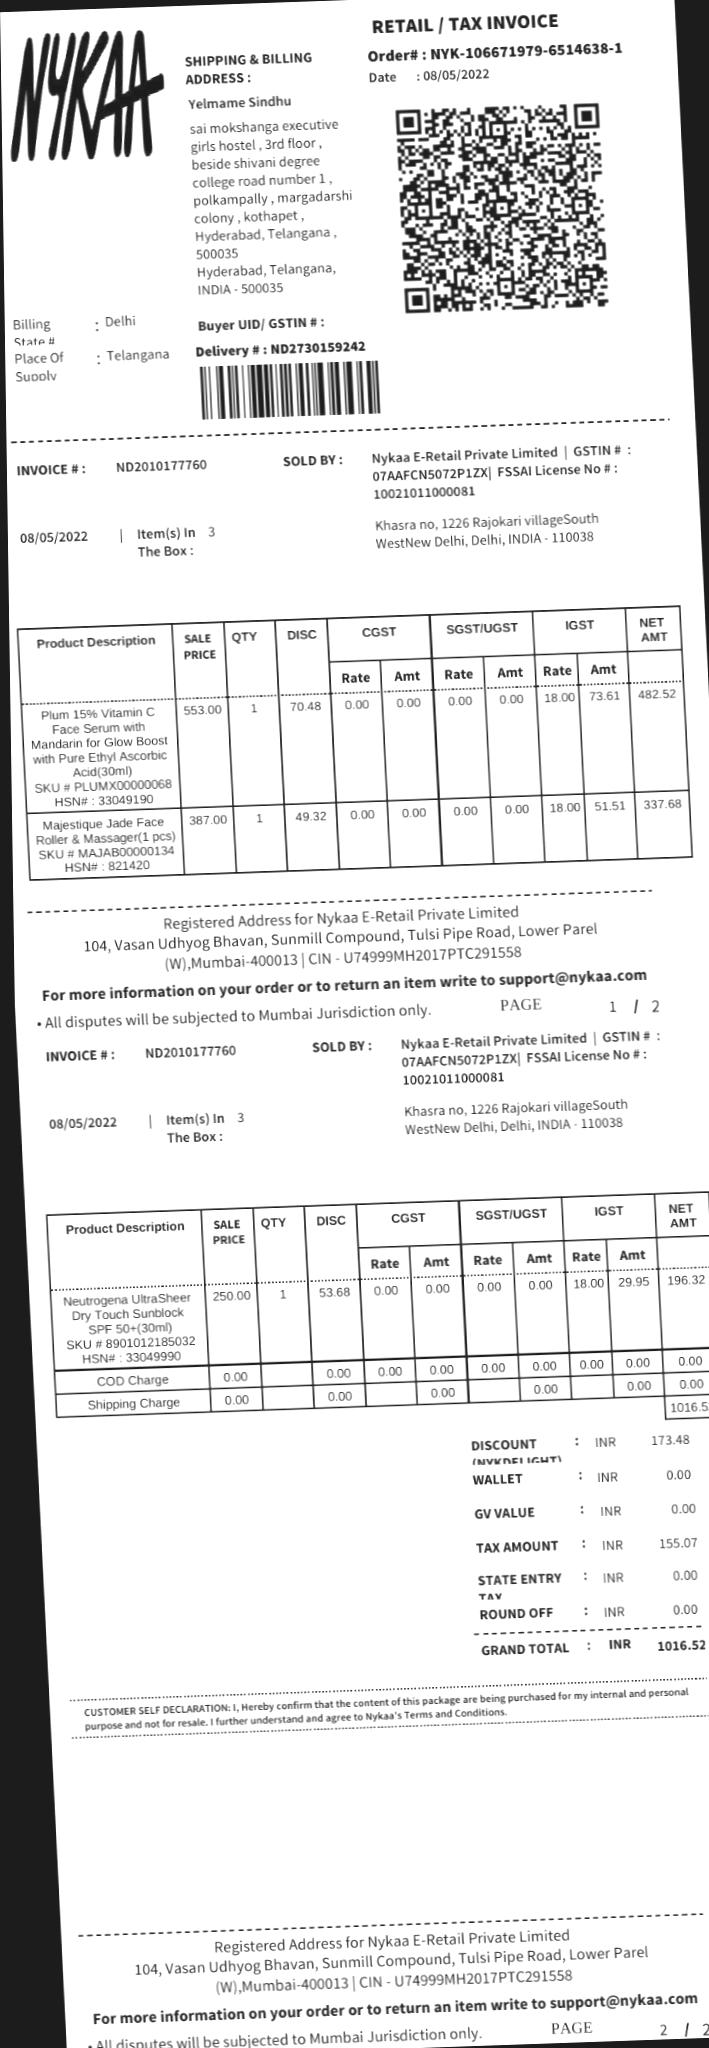 NYKAA
RETAIL / TAX INVOICE
SHIPPING & BILLING
ADDRESS :
Order# : NYK-106671979-6514638-1
Date : 08/05/2022
Yelmame Sindhu
sai mokshanga executive
girls hostel , 3rd floor ,
beside shivani degree
college road number 1 ,
polkampally , margadarshi
colony , kothapet ,
Hyderabad, Telangana ,
500035
Hyderabad, Telangana,
INDIA - 500035
Billing : Delhi
State #
Place Of : Telangana
Supply
Buyer UID/ GSTIN # :
Delivery # : ND2730159242
INVOICE # : ND2010177760 SOLD BY : Nykaa E-Retail Private Limited | GSTIN # :
07AAFCN5072P1ZX| FSSAI License No # :
10021011000081
08/05/2022 | Item(s) In 3 Khasra no, 1226 Rajokari villageSouth
The Box : WestNew Delhi, Delhi, INDIA - 110038
Product Description SALE QTY DISC CGST SGST/UGST IGST NET
PRICE AMT
Rate Amt Rate Amt Rate Amt
Plum 15% Vitamin C 553.00 1 70.48 0.00 0.00 0.00 0.00 18.00 73.61 482.52
Face Serum with
Mandarin for Glow Boost
with Pure Ethyl Ascorbic
Acid(30ml)
SKU # PLUMX00000068
HSN# : 33049190
Majestique Jade Face 387.00 1 49.32 0.00 0.00 0.00 0.00 18.00 51.51 337.68
Roller & Massager(1 pcs)
SKU # MAJAB00000134
HSN# : 821420
Registered Address for Nykaa E-Retail Private Limited
104, Vasan Udhyog Bhavan, Sunmill Compound, Tulsi Pipe Road, Lower Parel
(W),Mumbai-400013 | CIN - U74999MH2017PTC291558
For more information on your order or to return an item write to support@nykaa.com
• All disputes will be subjected to Mumbai Jurisdiction only. PAGE 1 / 2
INVOICE # : ND2010177760 SOLD BY : Nykaa E-Retail Private Limited | GSTIN # :
07AAFCN5072P1ZX| FSSAI License No # :
10021011000081
08/05/2022 | Item(s) In 3 Khasra no, 1226 Rajokari villageSouth
The Box : WestNew Delhi, Delhi, INDIA - 110038
Product Description SALE QTY DISC CGST SGST/UGST IGST NET
PRICE AMT
Rate Amt Rate Amt Rate Amt
Neutrogena UltraSheer 250.00 1 53.68 0.00 0.00 0.00 0.00 18.00 29.95 196.32
Dry Touch Sunblock
SPF 50+(30ml)
SKU # 8901012185032
HSN# : 33049990
COD Charge 0.00 0.00 0.00 0.00 0.00 0.00 0.00 0.00 0.00
Shipping Charge 0.00 0.00 0.00 0.00 0.00 0.00
1016.5
DISCOUNT : INR 173.48
(NYKDELIGHT)
WALLET : INR 0.00
GV VALUE : INR 0.00
TAX AMOUNT : INR 155.07
STATE ENTRY : INR 0.00
TAX
ROUND OFF : INR 0.00
GRAND TOTAL : INR 1016.52
CUSTOMER SELF DECLARATION: I, Hereby confirm that the content of this package are being purchased for my internal and personal
purpose and not for resale. I further understand and agree to Nykaa's Terms and Conditions.
Registered Address for Nykaa E-Retail Private Limited
104, Vasan Udhyog Bhavan, Sunmill Compound, Tulsi Pipe Road, Lower Parel
(W),Mumbai-400013 | CIN - U74999MH2017PTC291558
For more information on your order or to return an item write to support@nykaa.com
• All disputes will be subjected to Mumbai Jurisdiction only. PAGE 2 / 2